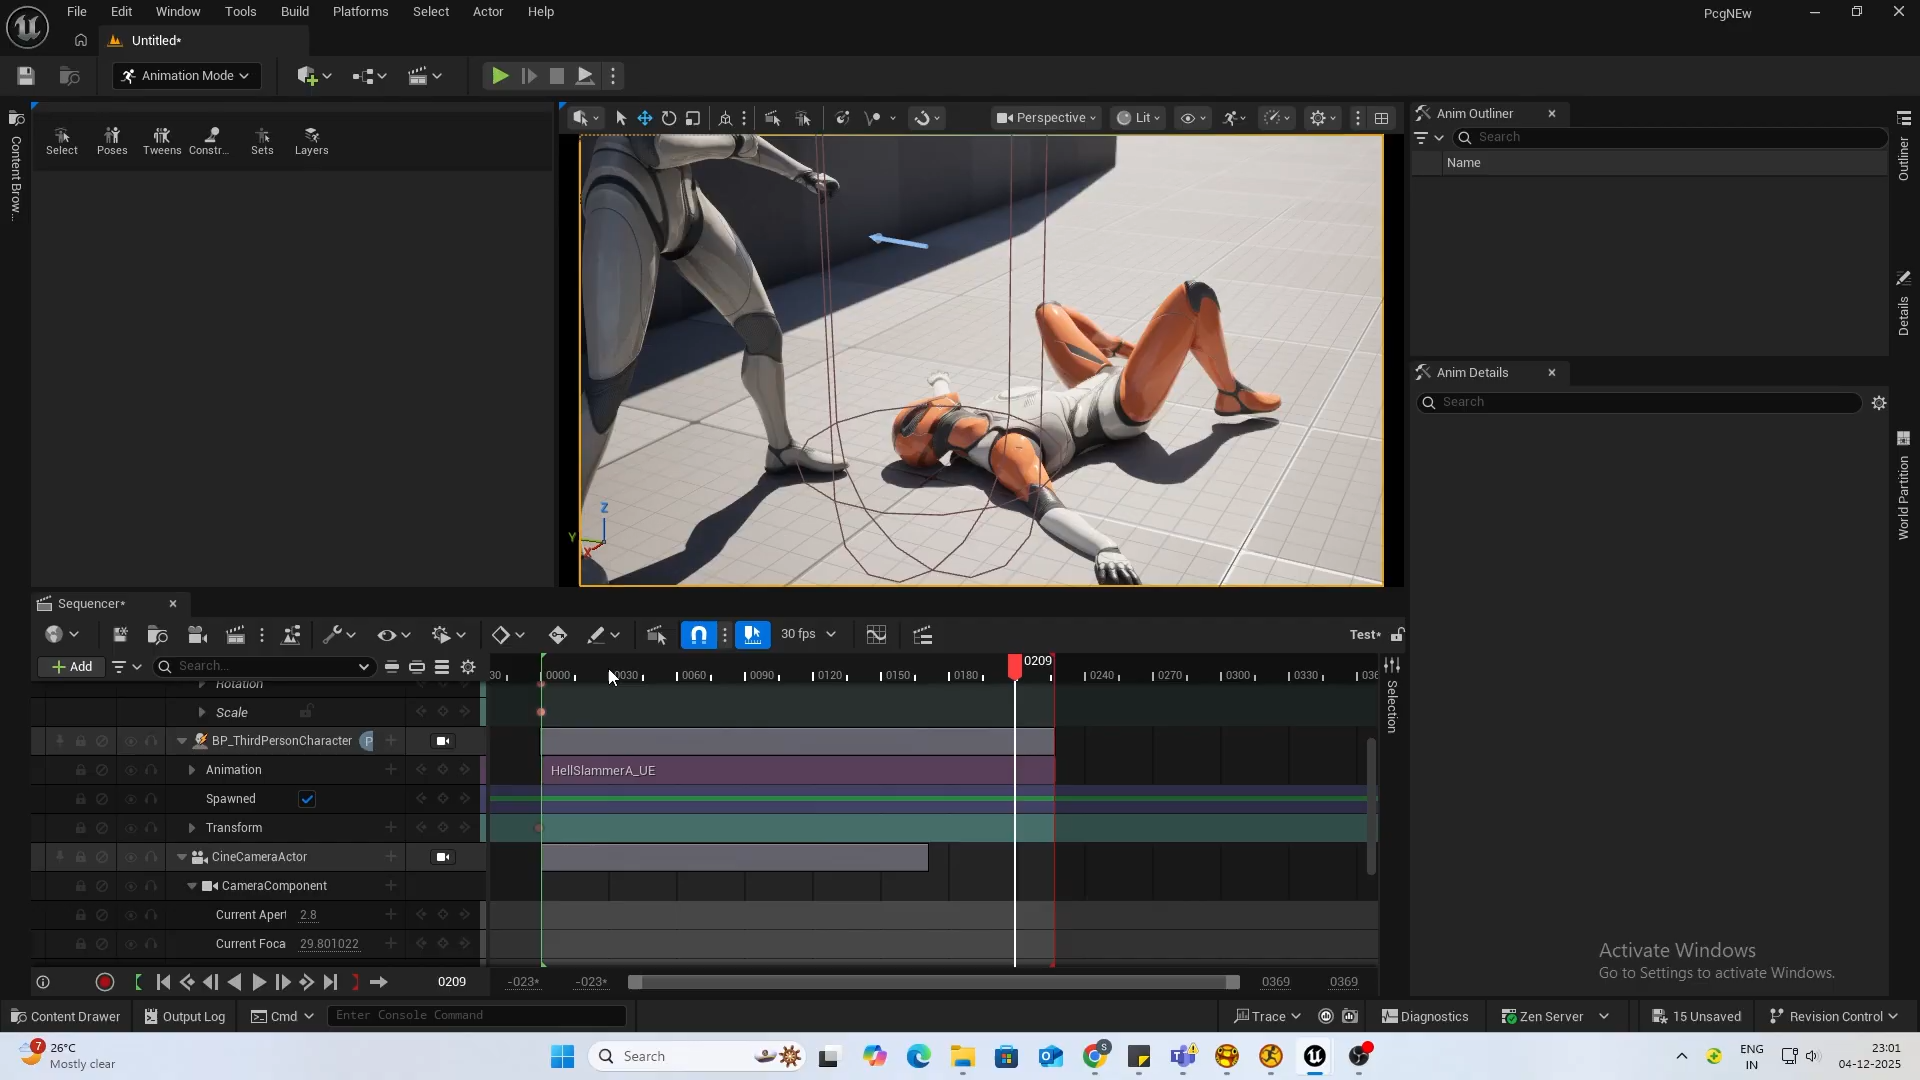 File Edit Window Tools Build Platforms Select Actor Help
PcgNEw
Untitled*
Animation Mode
Select
Poses
Tweens
Constr...
Sets
Layers
Perspective
Lit
Anim Outliner
Search
Name
Content Brow...
Outliner
Details
World Partition
Anim Details
Search
Z
Y
X
Sequencer*
30 fps
Test*
Add
Search...
0000
0030
0060
0090
0120
0150
0180
0209
0240
0270
0300
0330
Selection
Rotation
Scale
BP_ThirdPersonCharacter P
Animation
HellSlammerA_UE
Spawned
Transform
CineCameraActor
CameraComponent
Current Apert
2.8
Current Foca
29.801022
0209
-023*
-023*
0369
0369
Activate Windows
Go to Settings to activate Windows.
Content Drawer
Output Log
Cmd
Enter Console Command
Trace
Diagnostics
Zen Server
15 Unsaved
Revision Control
7
26°C
Mostly clear
Search
S
ENG
IN
23:01
04-12-2025